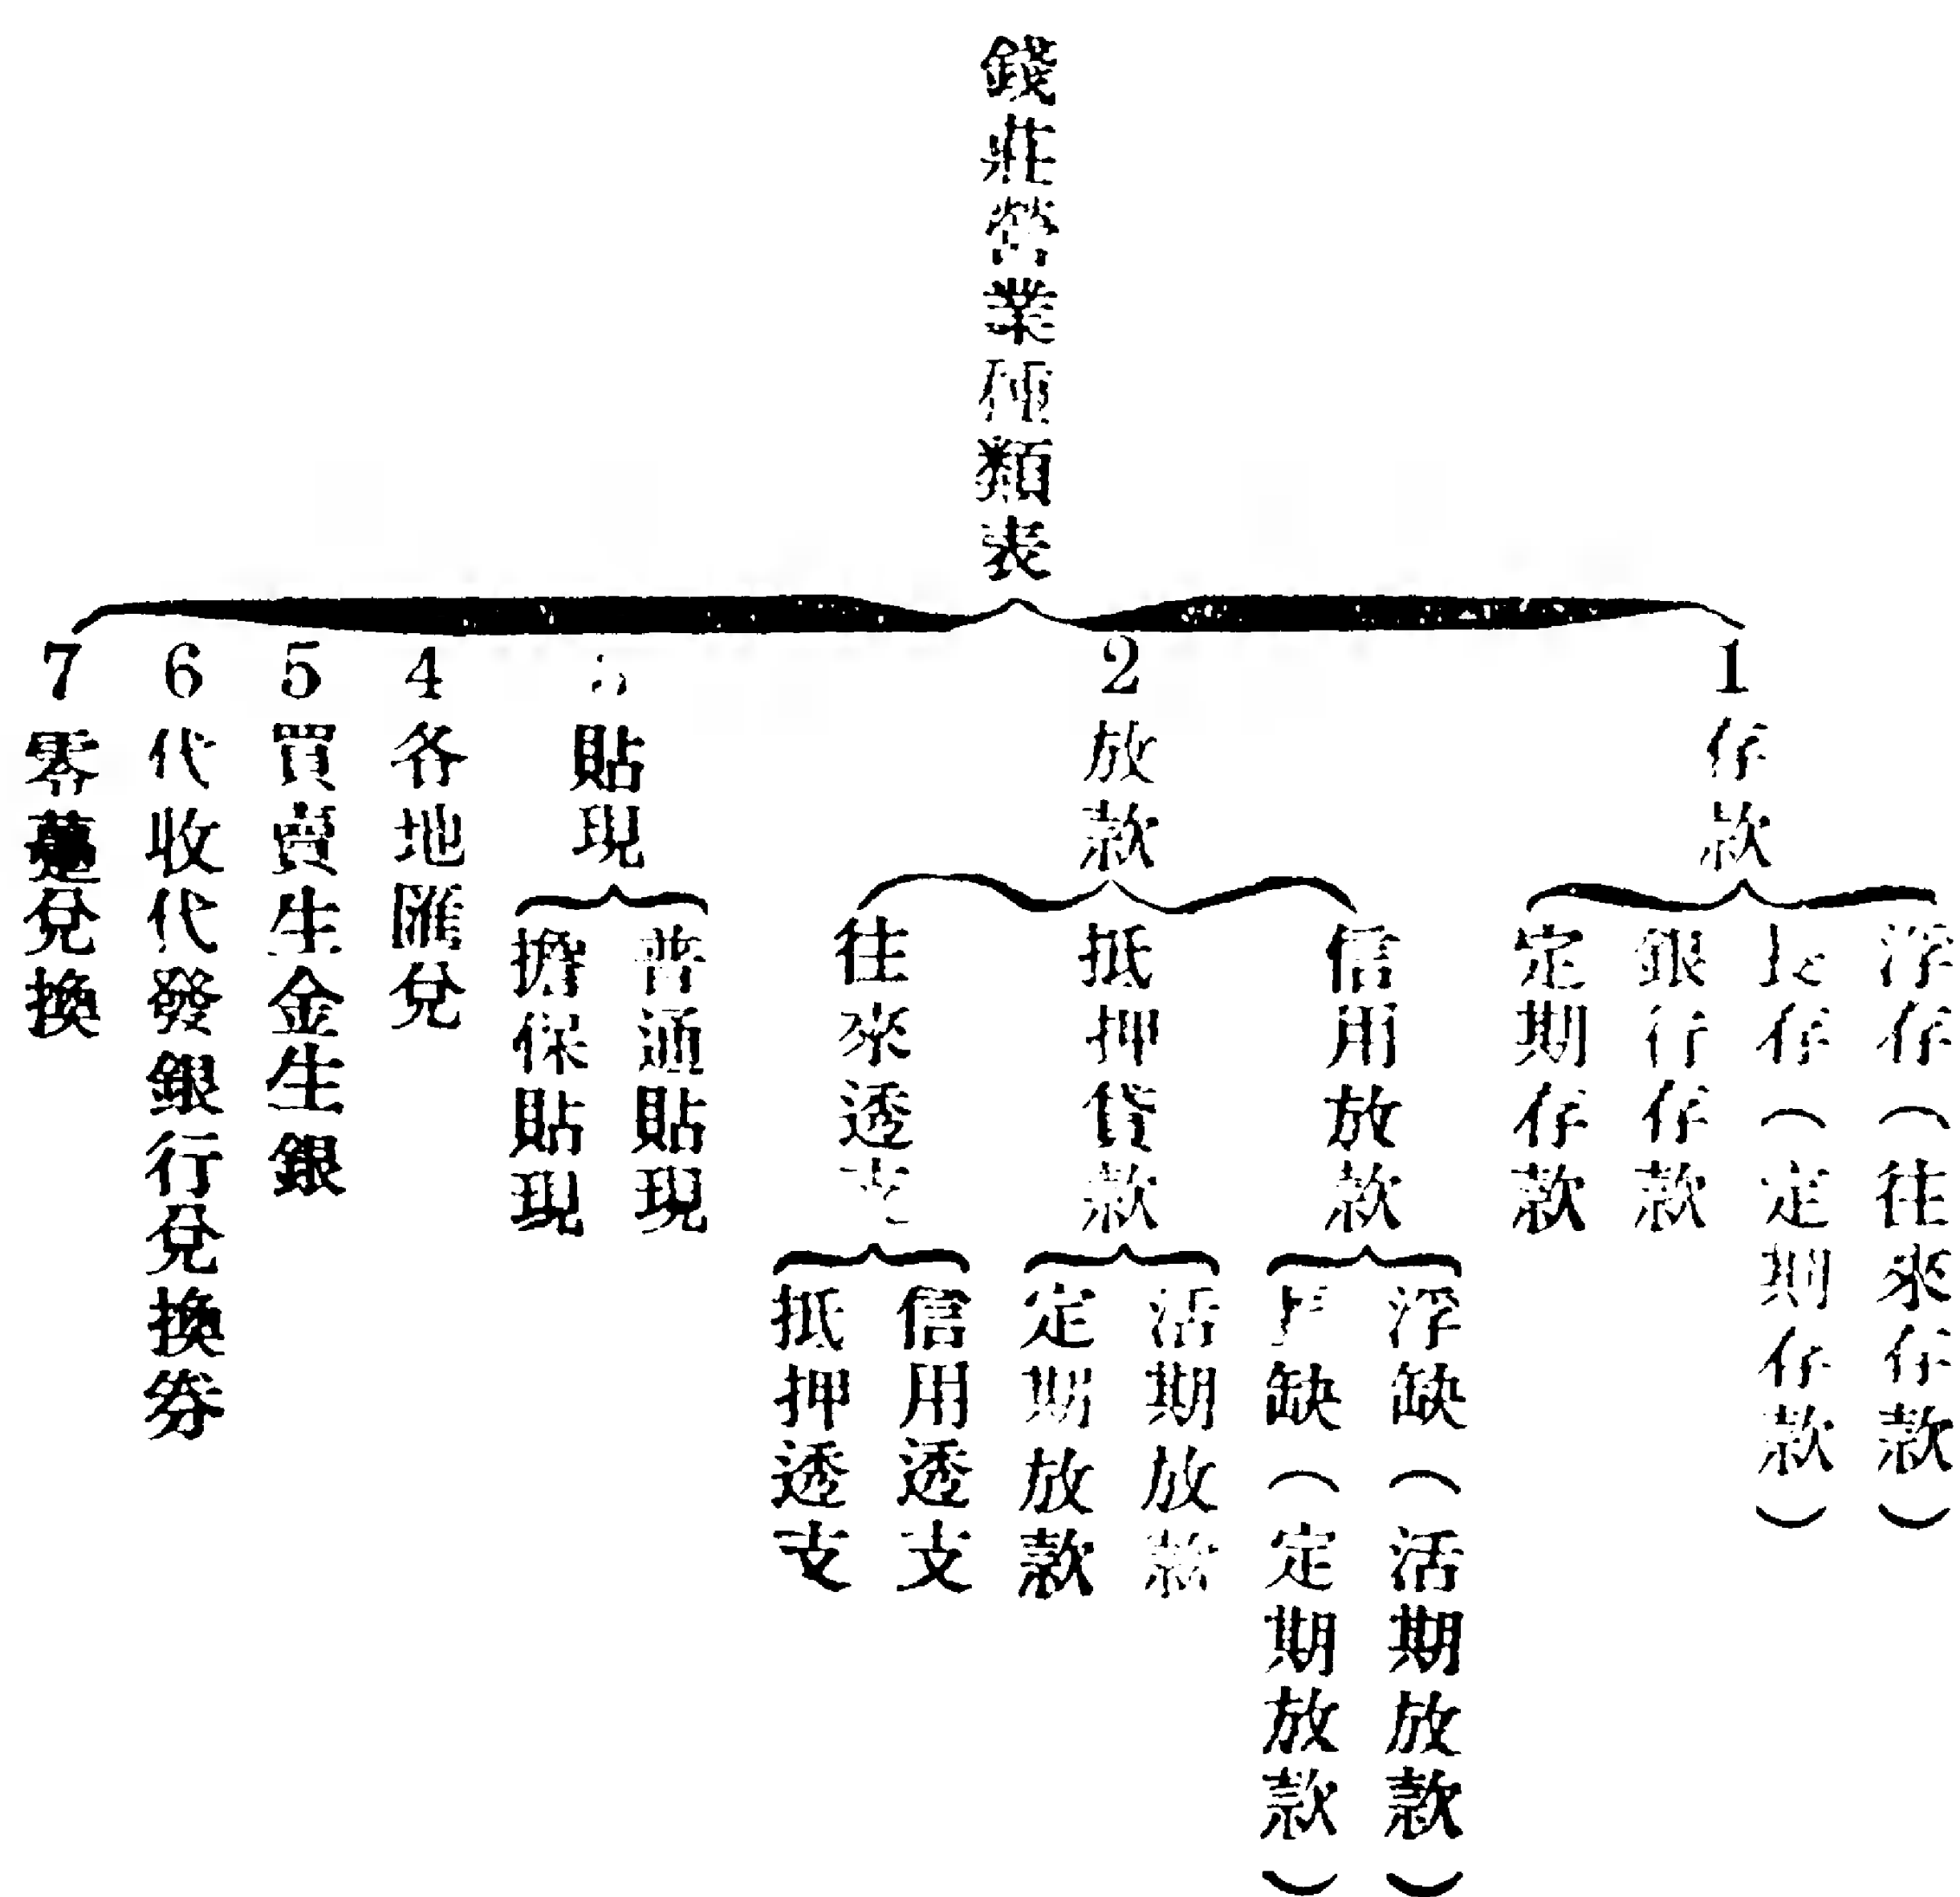 錢莊營業種類表
1存款
浮存（往來存款）
長存（定期存款）
銀行存款
定期存款
2放款
信用放款
浮缺（活期放款）
缺（定期放款）
抵押貸款
活期放款
定期放款
往來透支
信用透支
抵押透支
貼現
普通貼現
擔保貼現
4各地匯兌
5買賣生金生銀
6代收代發銀行兌換券
7零躉兌換